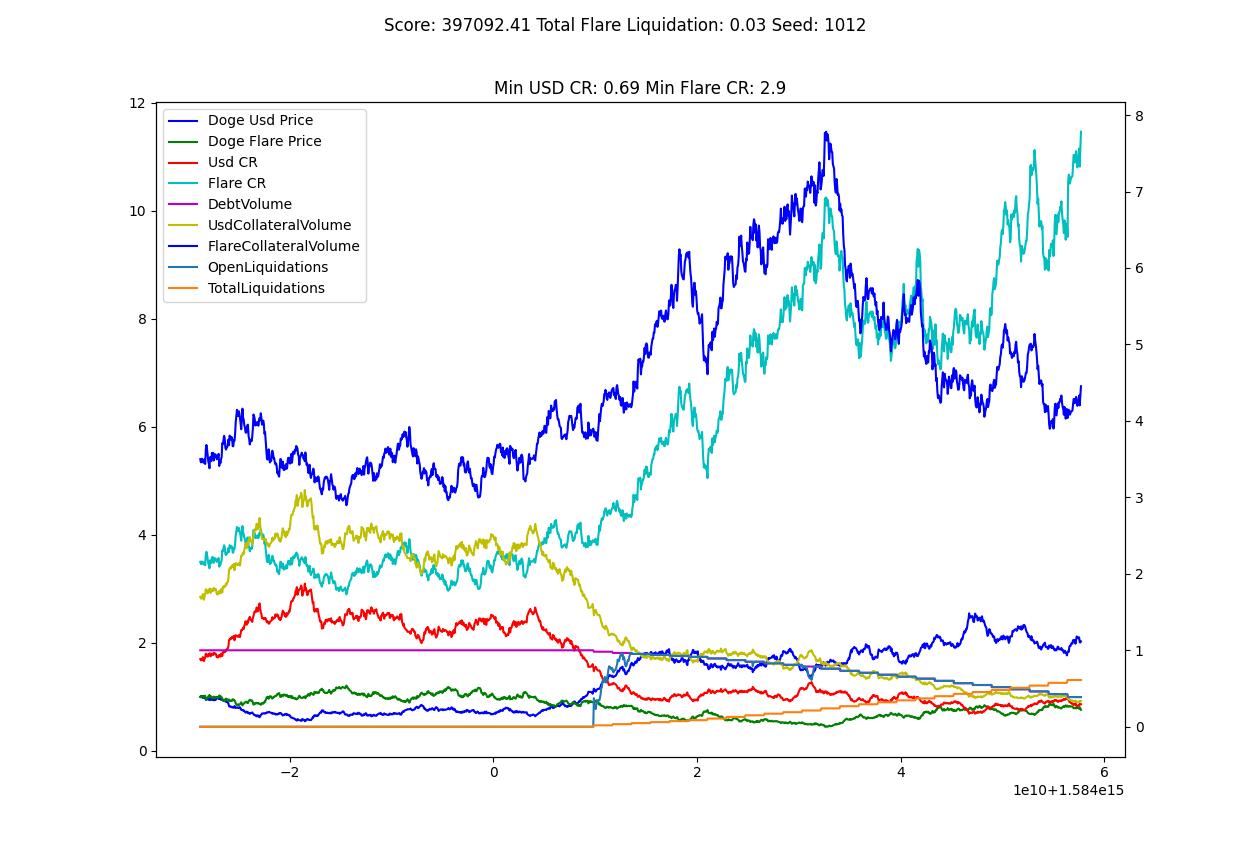 Score: 397092.41 Total Flare Liquidation: 0.03 Seed: 1012
Min USD CR: 0.69 Min Flare CR: 2.9
12
10
8
6
4
2
0
Doge Usd Price
Doge Flare Price
Usd CR
Flare CR
DebtVolume
UsdCollateralVolume
FlareCollateralVolume
OpenLiquidations
TotalLiquidations
8
7
6
5
4
3
2
1
0
−2
0
2
4
6
1e10+1.584e15